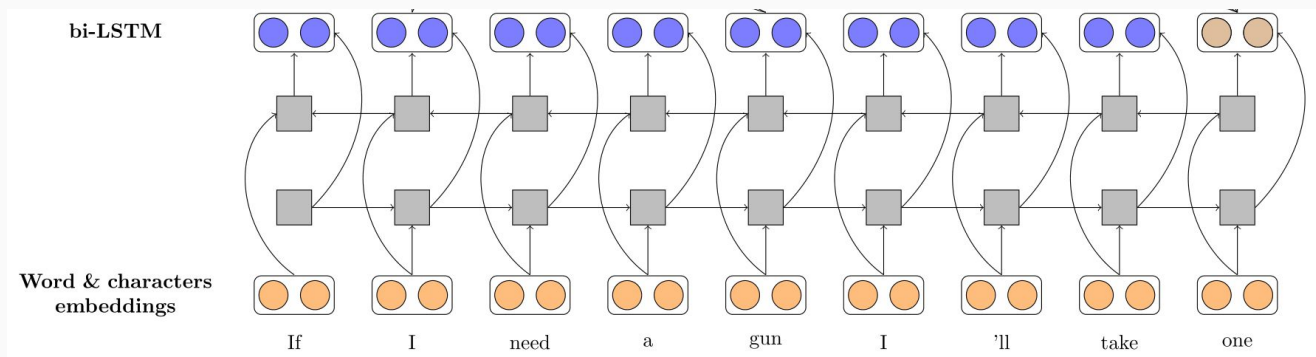 bi-LSTM
Word & characters
embeddings
If I need a gun I 'll take one